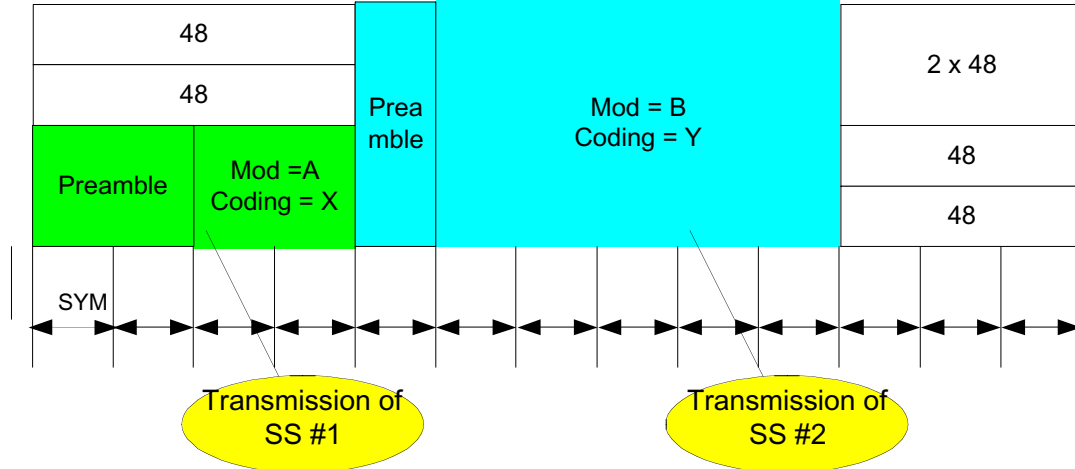 48
48
Preamble
Mod =A
Coding = X
Prea
mble
Mod = B
Coding = Y
2 x 48
48
48
SYM
Transmission of
SS #1
Transmission of
SS #2